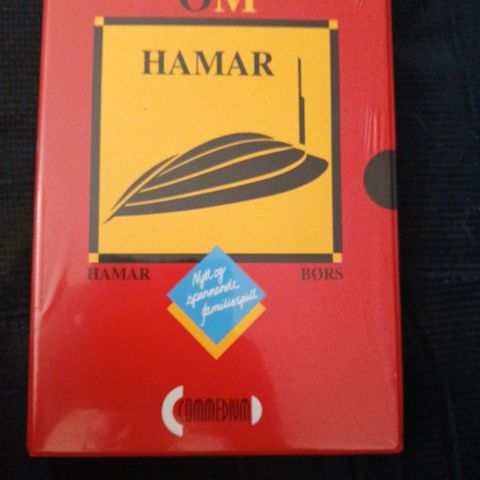 OM
HAMAR
HAMAR BØRS
Nytt og
spennende
familiespill
COMMEDIUM